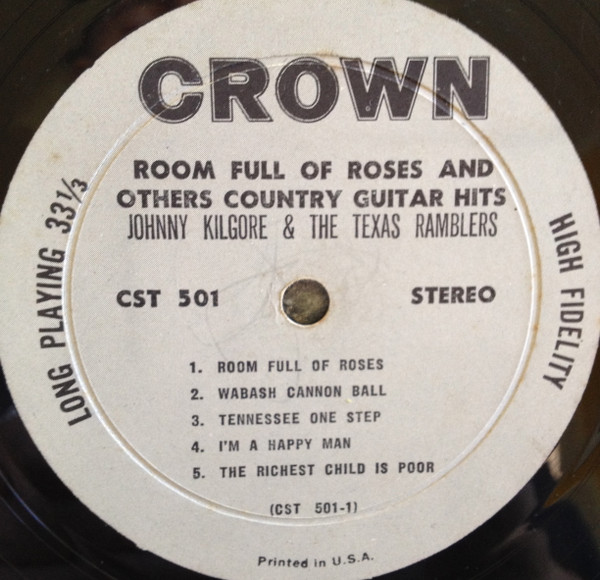 CROWN
ROOM FULL OF ROSES AND
OTHERS COUNTRY GUITAR HITS
JOHNNY KILGORE & THE TEXAS RAMBLERS
LONG PLAYING 33⅓
HIGH FIDELITY
CST 501
STEREO
1. ROOM FULL OF ROSES
2. WABASH CANNON BALL
3. TENNESSEE ONE STEP
4. I'M A HAPPY MAN
5. THE RICHEST CHILD IS POOR
(CST 501-1)
Printed in U.S.A.